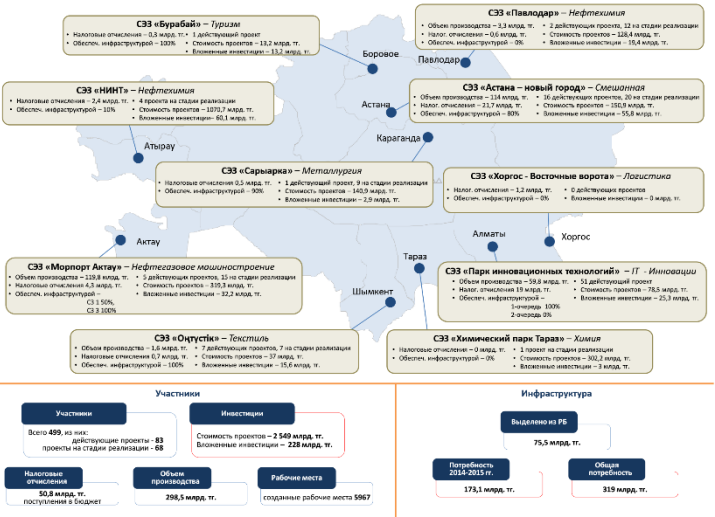 СЭЗ «Бурабай» – Туризм
• Налоговые отчисления – 0,3 млрд. тг.
• Обеспеч. инфраструктурой – 100%
• 1 действующий проект
• Стоимость проектов – 13,2 млрд. тг.
• Вложенные инвестиции – 13,2 млрд. тг.
СЭЗ «Павлодар» – Нефтехимия
• Объем производства – 3,3 млрд. тг.
• Налог. отчисления – 0,6 млрд. тг.
• Обеспеч. инфраструктурой – 0%
• 2 действующих проекта, 12 на стадии реализации
• Стоимость проектов – 128,4 млрд. тг.
• Вложенные инвестиции – 19,4 млрд. тг.
Боровое
Павлодар
СЭЗ «НИНТ» – Нефтехимия
• Налоговые отчисления – 2,4 млрд. тг.
• Обеспеч. инфраструктурой – 10%
• 4 проекта на стадии реализации
• Стоимость проектов – 1070,7 млрд. тг.
• Вложенные инвестиции– 60,1 млрд. тг.
СЭЗ «Астана – новый город» – Смешанная
• Объем производства – 114 млрд. тг.
• Налог. отчисления – 21,7 млрд. тг.
• Обеспеч. инфраструктурой – 80%
• 16 действующих проектов, 20 на стадии реализации
• Стоимость проектов – 150,9 млрд. тг.
• Вложенные инвестиции – 55,8 млрд. тг.
Астана
Караганда
Атырау
СЭЗ «Сарыарка» – Металлургия
• Налоговые отчисления 0,5 млрд. тг.
• Обеспеч. инфраструктурой – 90%
• 1 действующий проект, 9 на стадии реализации
• Стоимость проектов – 140,9 млрд. тг.
• Вложенные инвестиции – 2,9 млрд. тг.
СЭЗ «Хоргос - Восточные ворота» – Логистика
• Налог. отчисления – 1,2 млрд. тг.
• Обеспеч. инфраструктурой – 0%
• 0 действующих проектов
• Вложенные инвестиции – 0 млрд. тг.
Актау
Тараз
Алматы
Хоргос
СЭЗ «Морпорт Актау» – Нефтегазовое машиностроение
• Объем производства – 119,8 млрд. тг.
• Налоговые отчисления 4,3 млрд. тг.
• Обеспеч. инфраструктурой –
СЗ 1 50%,
СЗ 3 100%
• 5 действующих проектов, 15 на стадии реализации
• Стоимость проектов – 319,3 млрд. тг.
• Вложенные инвестиции – 32,2 млрд. тг.
Шымкент
СЭЗ «Парк инновационных технологий» – IT - Инновации
• Объем производства – 59,8 млрд. тг.
• Налог. отчисления 19 млрд. тг.
• Обеспеч. инфраструктурой –
1-очередь 100%
2-очередь 0%
• 51 действующий проект
• Стоимость проектов – 78,5 млрд. тг.
• Вложенные инвестиции – 25,3 млрд. тг.
СЭЗ «Оңтүстік» – Текстиль
• Объем производства – 1,6 млрд. тг.
• Налоговые отчисления 0,7 млрд. тг.
• Обеспеч. инфраструктурой – 100%
• 7 действующих проектов, 7 на стадии реализации
• Стоимость проектов – 37 млрд. тг.
• Вложенные инвестиции – 15,6 млрд. тг.
СЭЗ «Химический парк Тараз» – Химия
• Налоговые отчисления – 0 млрд. тг.
• Обеспеч. инфраструктурой – 0%
• 1 проект на стадии реализации
• Стоимость проектов – 302,2 млрд. тг.
• Вложенные инвестиции – 3 млрд. тг.
Участники
Участники
Всего 499, из них:
действующие проекты - 83
проекты на стадии реализации - 68
Инвестиции
Стоимость проектов – 2 549 млрд. тг.
Вложенные инвестиции – 228 млрд. тг.
Налоговые
отчисления
50,8 млрд. тг.
поступления в бюджет
Объем
производства
298,5 млрд. тг.
Рабочие места
созданные рабочие места 5967
Инфраструктура
Выделено из РБ
75,5 млрд. тг.
Потребность
2014-2015 гг.
173,1 млрд. тг.
Общая
потребность
319 млрд. тг.